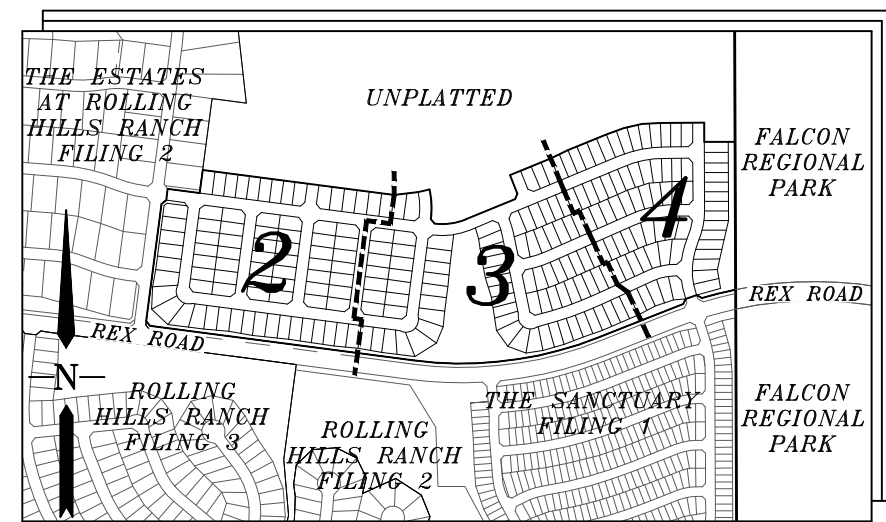 THE ESTATES
AT ROLLING
HILLS RANCH
FILING 2
UNPLATTED
FALCON
REGIONAL
PARK
2
3
4
REX ROAD
REX ROAD
N
ROLLING
HILLS RANCH
FILING 3
ROLLING
HILLS RANCH
FILING 2
THE SANCTUARY
FILING 1
FALCON
REGIONAL
PARK